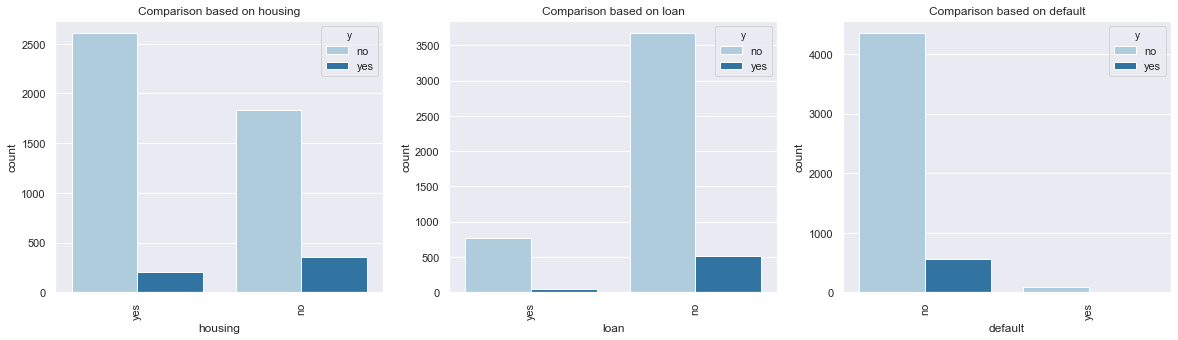 Comparison based on housing
y
no
yes
2500
2000
1500
1000
500
0
count
yes
no
housing
Comparison based on loan
y
no
yes
3500
3000
2500
2000
1500
1000
500
0
count
yes
no
loan
Comparison based on default
y
no
yes
4000
3000
2000
1000
0
count
no
yes
default